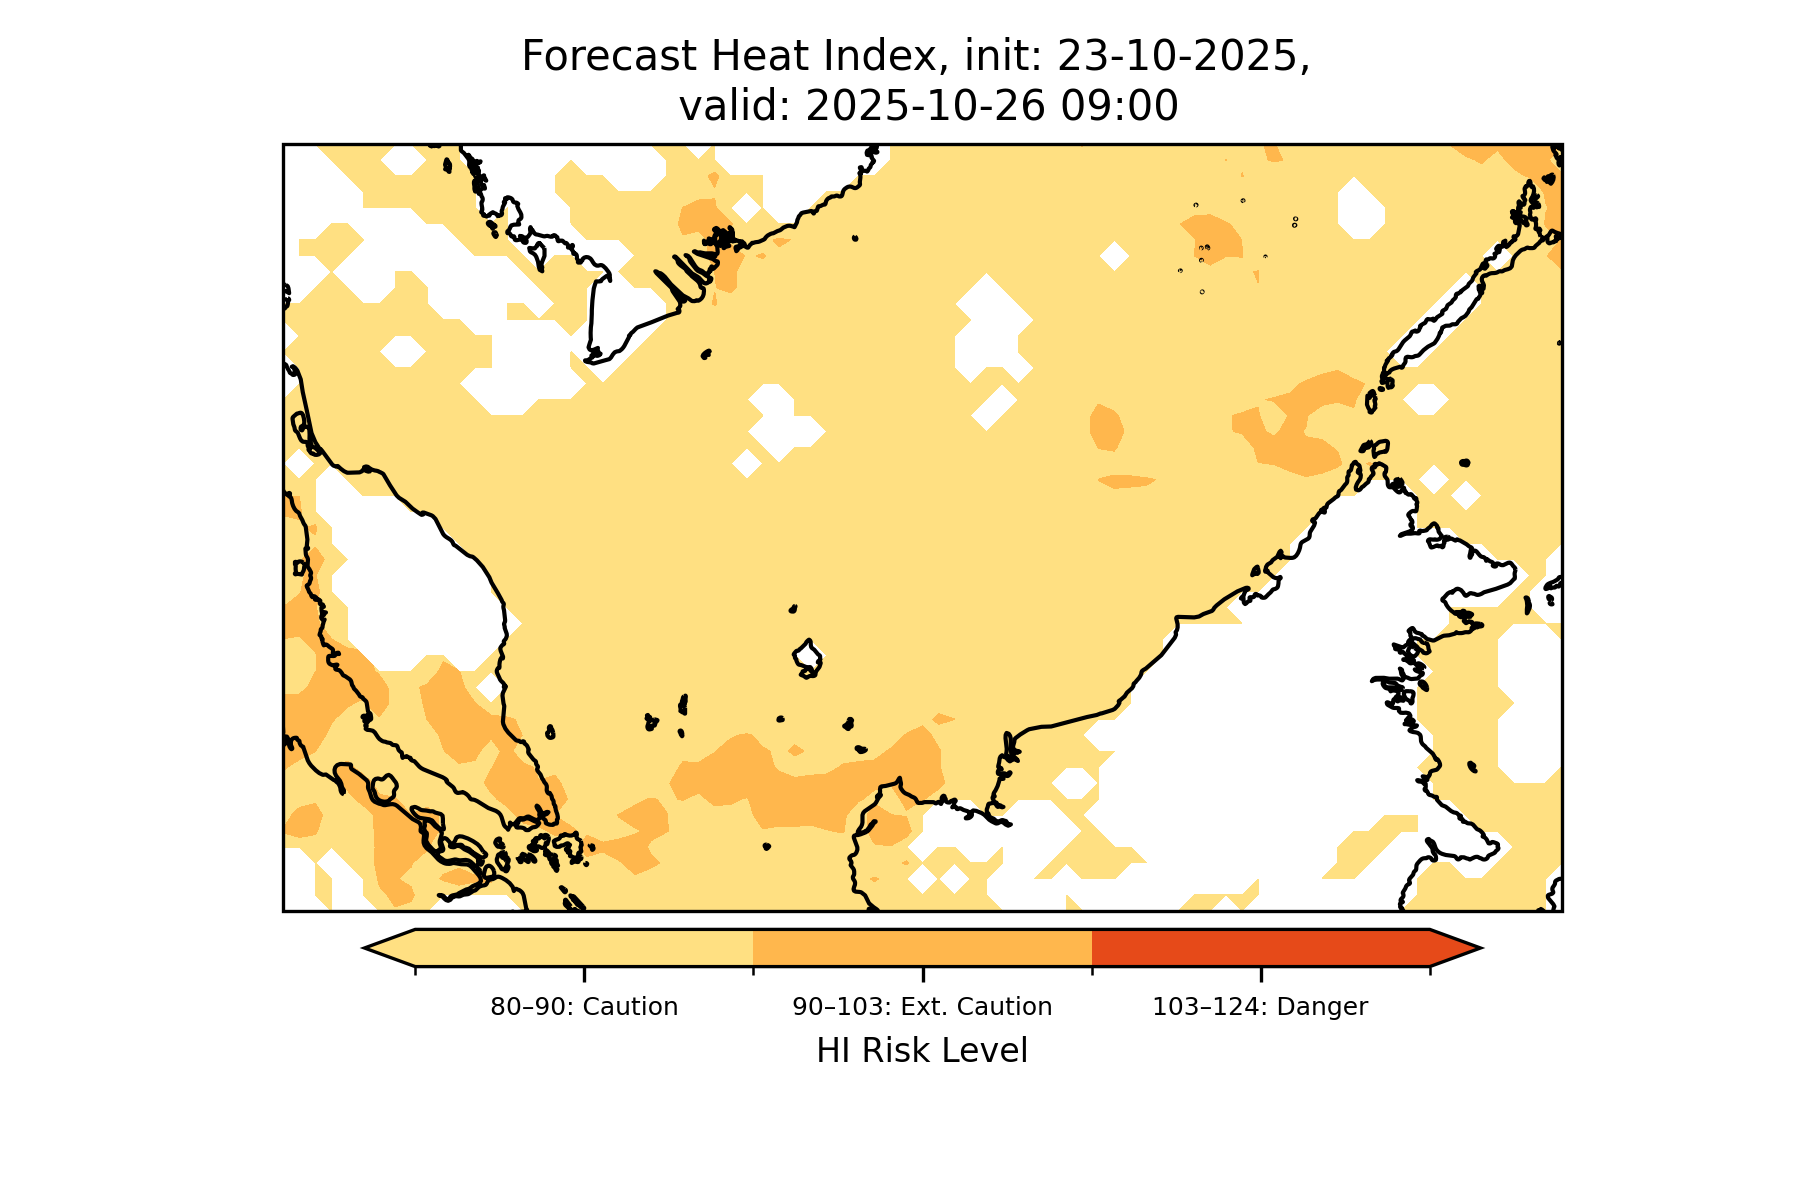 Forecast Heat Index, init: 23-10-2025,
valid: 2025-10-26 09:00
80–90: Caution
90–103: Ext. Caution
103–124: Danger
HI Risk Level